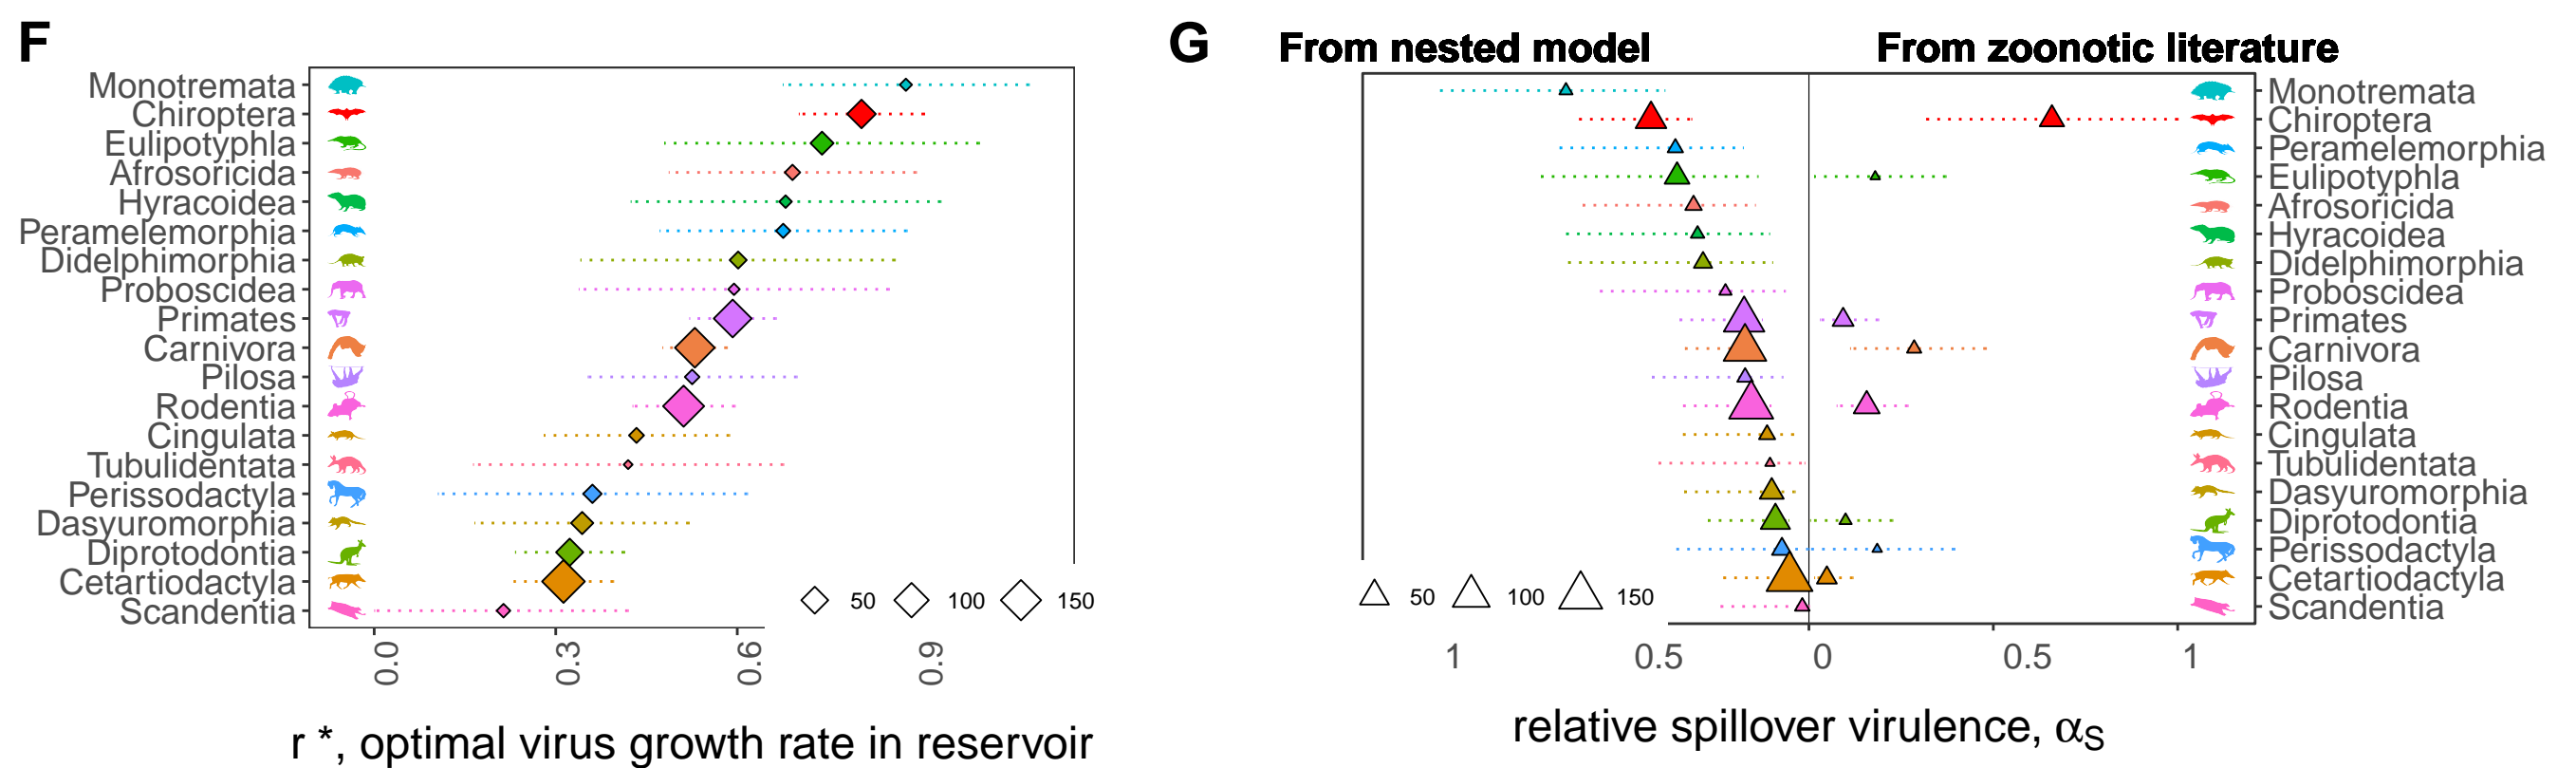 F
Monotremata
Chiroptera
Eulipotyphla
Afrosoricida
Hyracoidea
Peramelemorphia
Didelphimorphia
Proboscidea
Primates
Carnivora
Pilosa
Rodentia
Cingulata
Tubulidentata
Perissodactyla
Dasyuromorphia
Diprotodontia
Cetartiodactyla
Scandentia
50 100 150
0.0 0.3 0.6 0.9
r *, optimal virus growth rate in reservoir
G
From nested model From zoonotic literature
Monotremata
Chiroptera
Peramelemorphia
Eulipotyphla
Afrosoricida
Hyracoidea
Didelphimorphia
Proboscidea
Primates
Carnivora
Pilosa
Rodentia
Cingulata
Tubulidentata
Dasyuromorphia
Diprotodontia
Perissodactyla
Cetartiodactyla
Scandentia
50 100 150
1 0.5 0 0.5 1
relative spillover virulence, αS